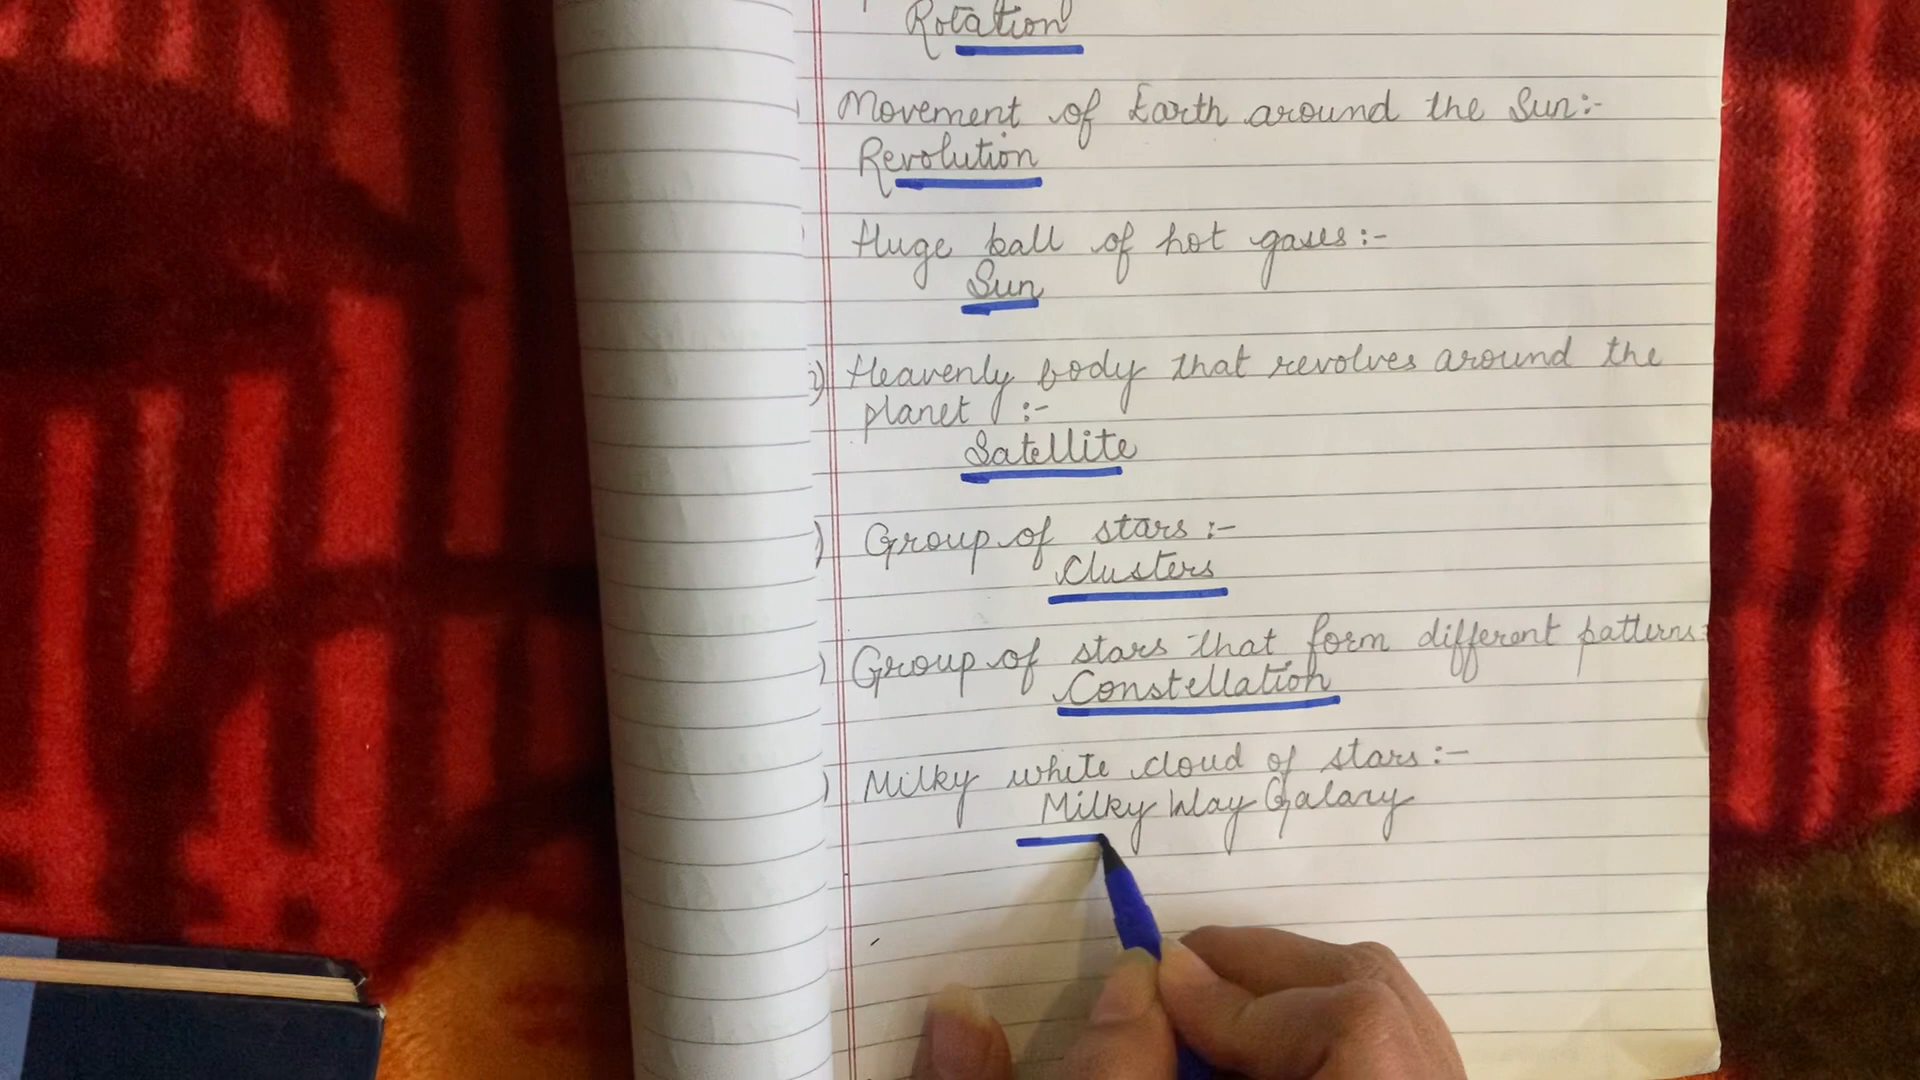 Rotation
Movement of Earth around the Sun:-
Revolution
Huge ball of hot gases:-
Sun
Heavenly body that revolves around the
planet :-
Satellite
Group of stars:-
Clusters
Group of stars that form different patterns:
Constellation
Milky white cloud of stars:-
Milky Way Galaxy